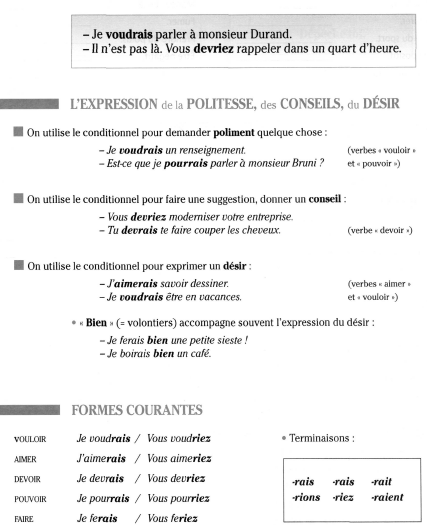 – Je voudrais parler à monsieur Durand.
– Il n'est pas là. Vous devriez rappeler dans un quart d'heure.
L'EXPRESSION de la POLITESSE, des CONSEILS, du DÉSIR
On utilise le conditionnel pour demander poliment quelque chose :
– Je voudrais un renseignement. (verbes « vouloir »
– Est-ce que je pourrais parler à monsieur Bruni ? et « pouvoir »)
On utilise le conditionnel pour faire une suggestion, donner un conseil :
– Vous devriez moderniser votre entreprise.
– Tu devrais te faire couper les cheveux. (verbe « devoir »)
On utilise le conditionnel pour exprimer un désir :
– J'aimerais savoir dessiner. (verbes « aimer »
– Je voudrais être en vacances. et « vouloir »)
• « Bien » (= volontiers) accompagne souvent l'expression du désir :
– Je ferais bien une petite sieste !
– Je boirais bien un café.
FORMES COURANTES
VOULOIR Je voudrais / Vous voudriez • Terminaisons :
AIMER J'aimerais / Vous aimeriez
DEVOIR Je devrais / Vous devriez -rais -rais -rait
POUVOIR Je pourrais / Vous pourriez -rions -riez -raient
FAIRE Je ferais / Vous feriez